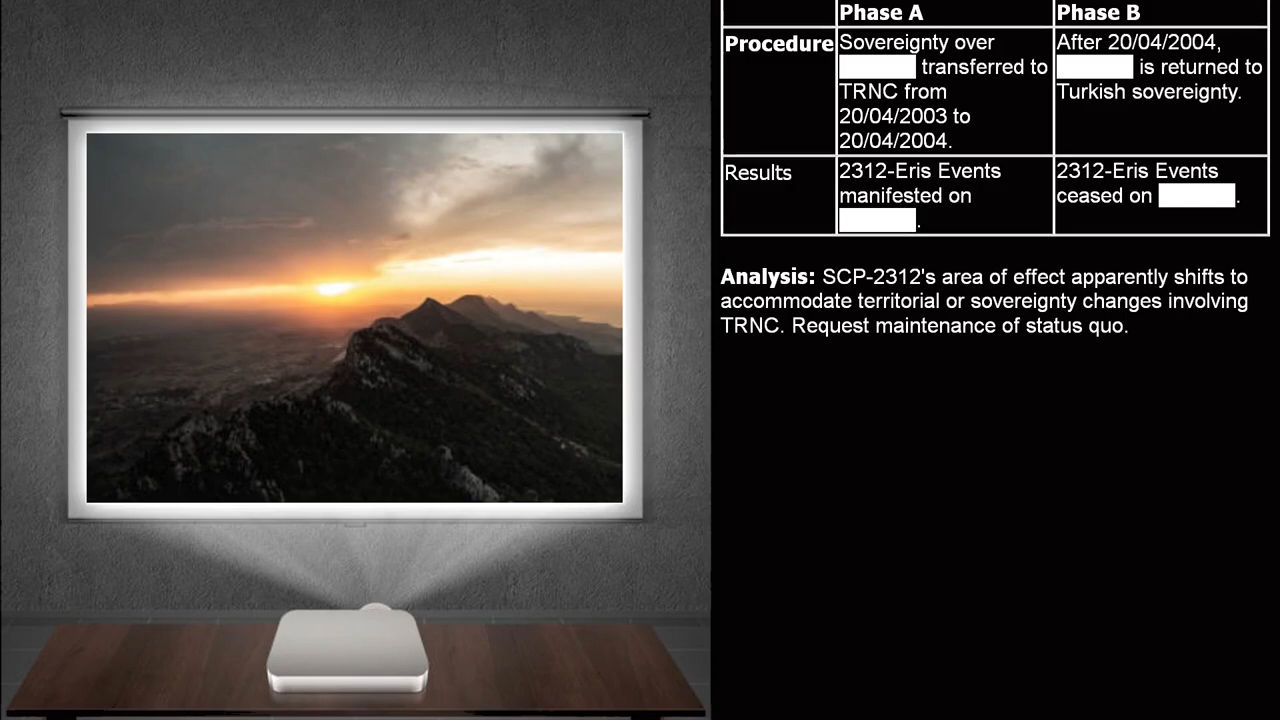 Phase A
Phase B
Procedure
Sovereignty over
transferred to
TRNC from
20/04/2003 to
20/04/2004.
After 20/04/2004,
is returned to
Turkish sovereignty.
Results
2312-Eris Events
manifested on
.
2312-Eris Events
ceased on .
Analysis: SCP-2312's area of effect apparently shifts to
accommodate territorial or sovereignty changes involving
TRNC. Request maintenance of status quo.